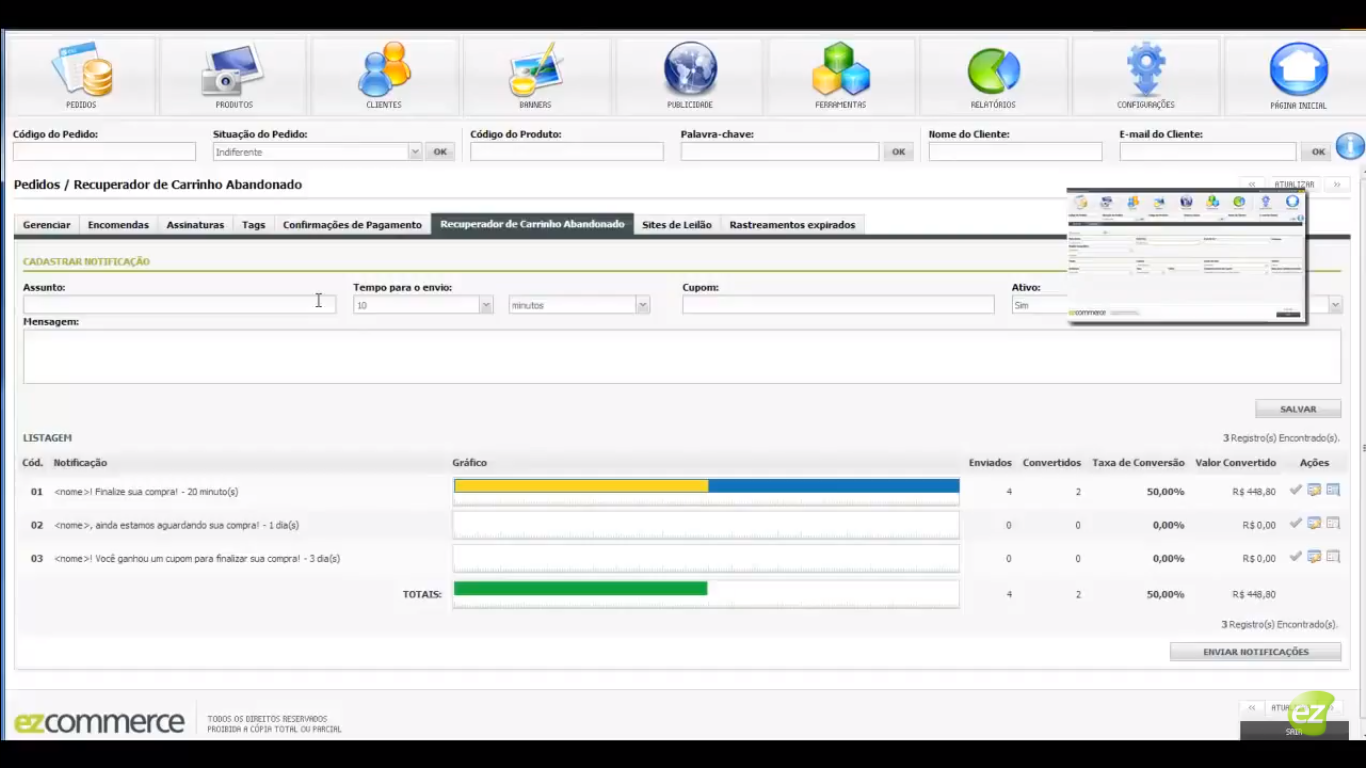 PEDIDOS
PRODUTOS
CLIENTES
BANNERS
PUBLICIDADE
FERRAMENTAS
RELATÓRIOS
CONFIGURAÇÕES
PÁGINA INICIAL
Código do Pedido: Situação do Pedido: Código do Produto: Palavra-chave: Nome do Cliente: E-mail do Cliente:
Indiferente OK OK OK
Pedidos / Recuperador de Carrinho Abandonado
<< ATUALIZAR >>
Gerenciar Encomendas Assinaturas Tags Confirmações de Pagamento Recuperador de Carrinho Abandonado Sites de Leilão Rastreamentos expirados
CADASTRAR NOTIFICAÇÃO
Assunto: Tempo para o envio: Cupom: Ativo:
10 minutos Sim
Mensagem:
SALVAR
LISTAGEM 3 Registro(s) Encontrado(s).
Cód. Notificação Gráfico Enviados Convertidos Taxa de Conversão Valor Convertido Ações
01 <nome>! Finalize sua compra! - 20 minuto(s) 4 2 50,00% R$ 448,80
02 <nome>, ainda estamos aguardando sua compra! - 1 dia(s) 0 0 0,00% R$ 0,00
03 <nome>! Você ganhou um cupom para finalizar sua compra! - 3 dia(s) 0 0 0,00% R$ 0,00
TOTAIS: 4 2 50,00% R$ 448,80
3 Registro(s) Encontrado(s).
ENVIAR NOTIFICAÇÕES
ezcommerce
TODOS OS DIREITOS RESERVADOS
PROIBIDA A CÓPIA TOTAL OU PARCIAL
ez